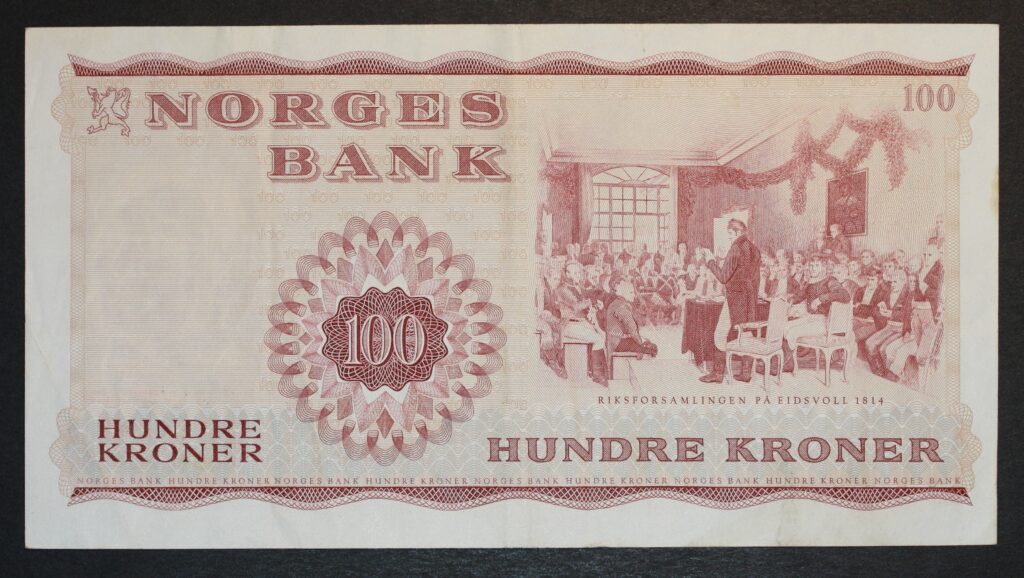 NORGES
BANK
100
100
RIKSFORSAMLINGEN PÅ EIDSVOLL 1814
HUNDRE
KRONER
HUNDRE KRONER
NORGES BANK HUNDRE KRONER NORGES BANK HUNDRE KRONER NORGES BANK HUNDRE KRONER NORGES BANK HUNDRE KRONER NORGES BANK